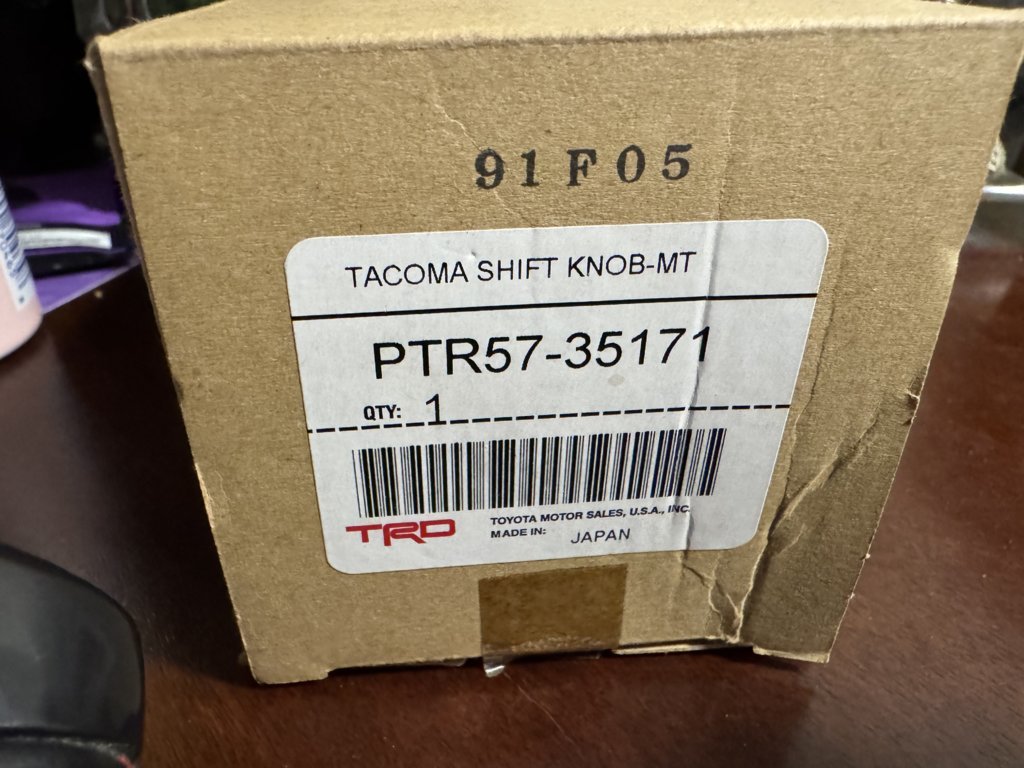 91F05
TACOMA SHIFT KNOB-MT
PTR57-35171
QTY: 1
TRD
TOYOTA MOTOR SALES, U.S.A., INC.
MADE IN: JAPAN